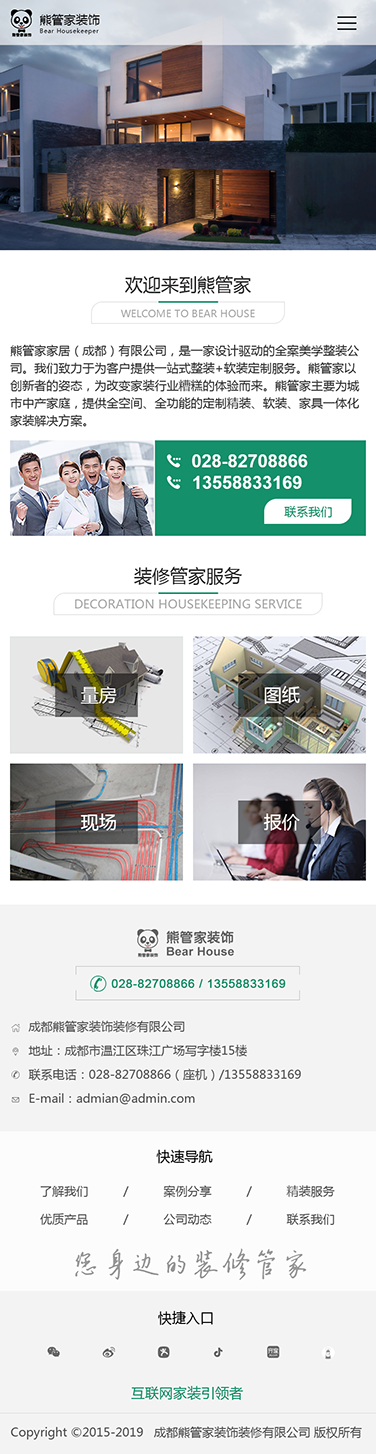 熊管家装饰
Bear Housekeeper
熊管家装饰
欢迎来到熊管家
WELCOME TO BEAR HOUSE
熊管家家居（成都）有限公司，是一家设计驱动的全案美学整装公
司。我们致力于为客户提供一站式整装+软装定制服务。熊管家以
创新者的姿态，为改变家装行业糟糕的体验而来。熊管家主要为城
市中产家庭，提供全空间、全功能的定制精装、软装、家具一体化
家装解决方案。
028-82708866
13558833169
联系我们
装修管家服务
DECORATION HOUSEKEEPING SERVICE
量房
图纸
现场
报价
熊管家装饰
Bear House
熊管家装饰
028-82708866 / 13558833169
成都熊管家装饰装修有限公司
地址：成都市温江区珠江广场写字楼15楼
联系电话：028-82708866（座机）/13558833169
E-mail：admian@admin.com
快速导航
了解我们 / 案例分享 / 精装服务
优质产品 / 公司动态 / 联系我们
您身边的装修管家
快捷入口
互联网家装引领者
Copyright ©2015-2019 成都熊管家装饰装修有限公司 版权所有